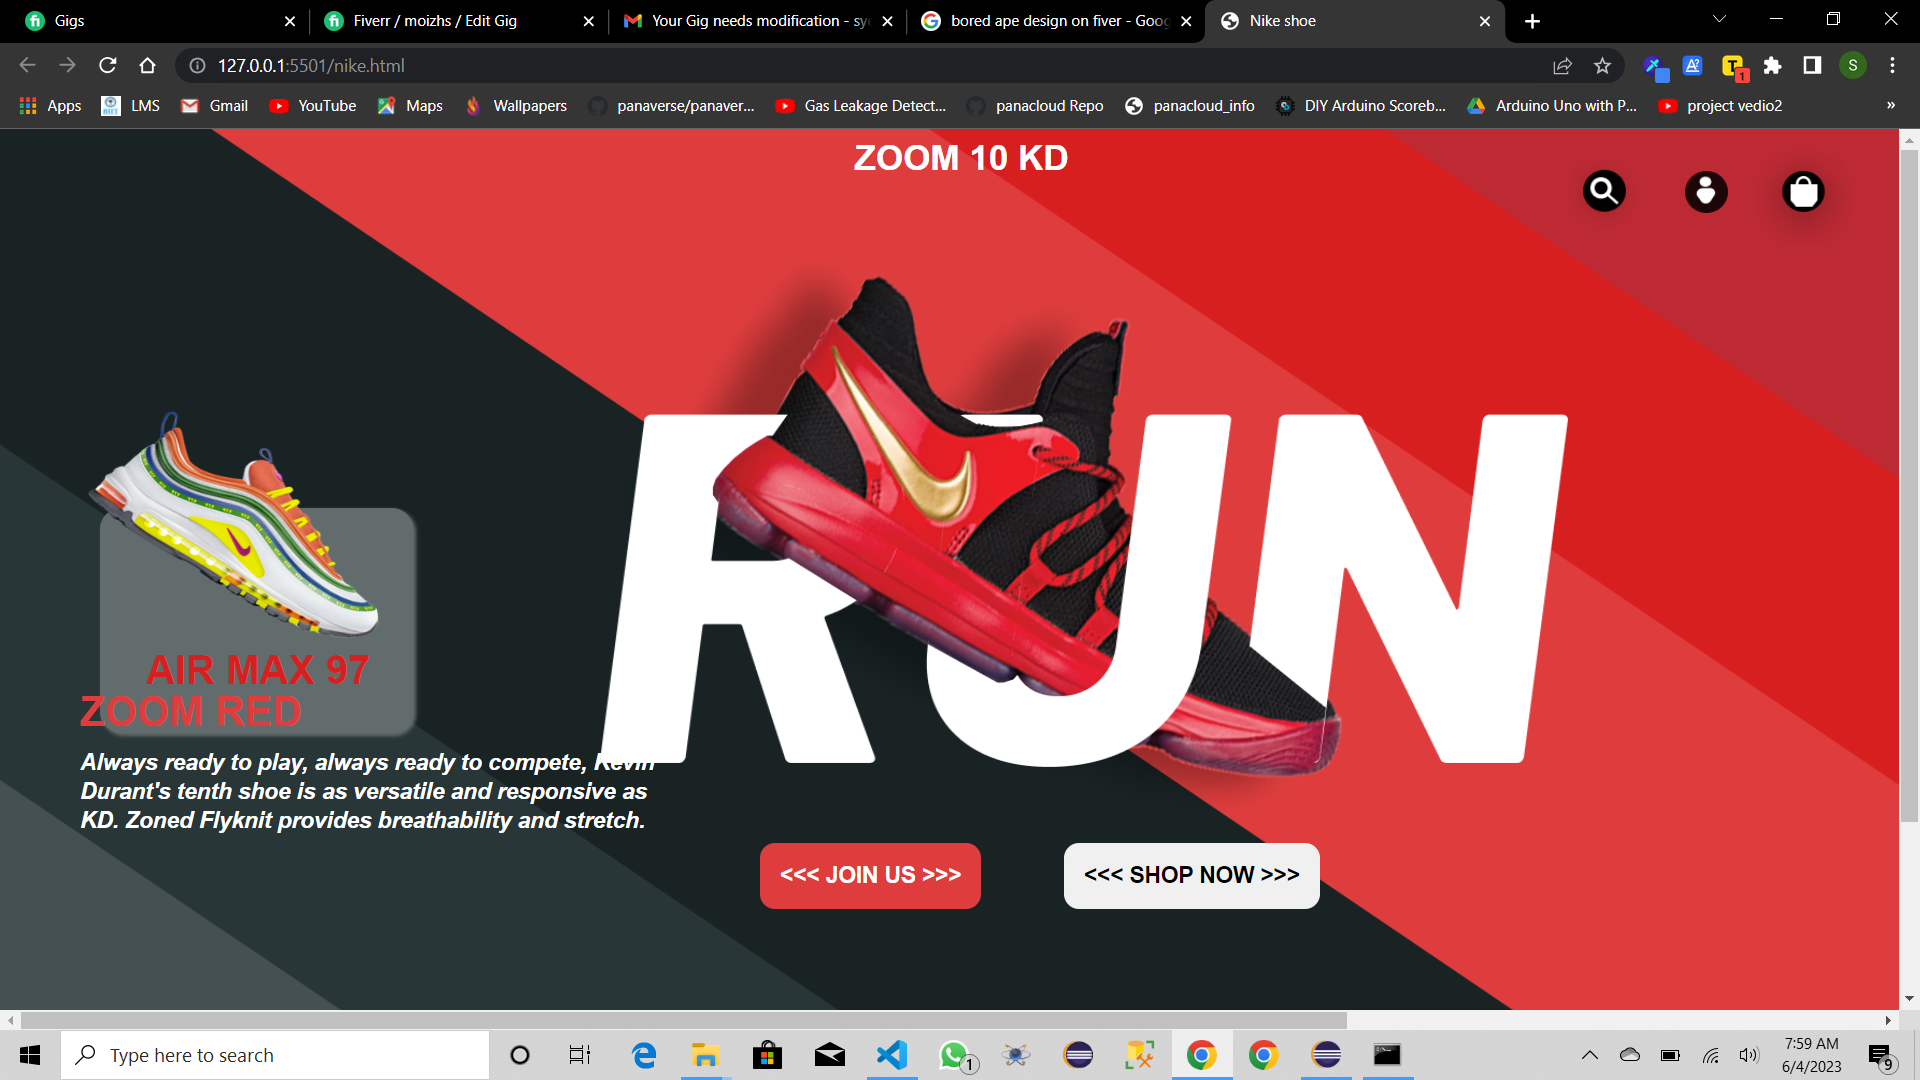 Gigs
Fiverr / moizhs / Edit Gig
Your Gig needs modification - sye
bored ape design on fiver - Goog
Nike shoe
127.0.0.1:5501/nike.html
S
Apps
LMS
Gmail
YouTube
Maps
Wallpapers
panaverse/panaver...
Gas Leakage Detect...
panacloud Repo
panacloud_info
DIY Arduino Scoreb...
Arduino Uno with P...
project vedio2
»
ZOOM 10 KD
RUN
AIR MAX 97
ZOOM RED
Always ready to play, always ready to compete, Kevin
Durant's tenth shoe is as versatile and responsive as
KD. Zoned Flyknit provides breathability and stretch.
<<< JOIN US >>>
<<< SHOP NOW >>>
Type here to search
1
7:59 AM
6/4/2023
9